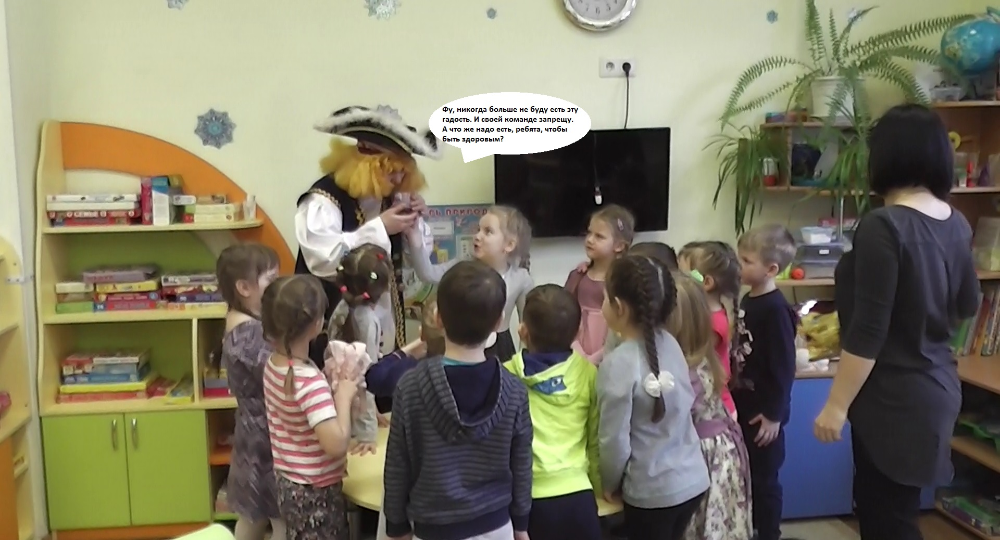 Фу, никогда больше не буду есть эту
гадость. И своей команде запрещу.
А что же надо есть, ребята, чтобы
быть здоровым?